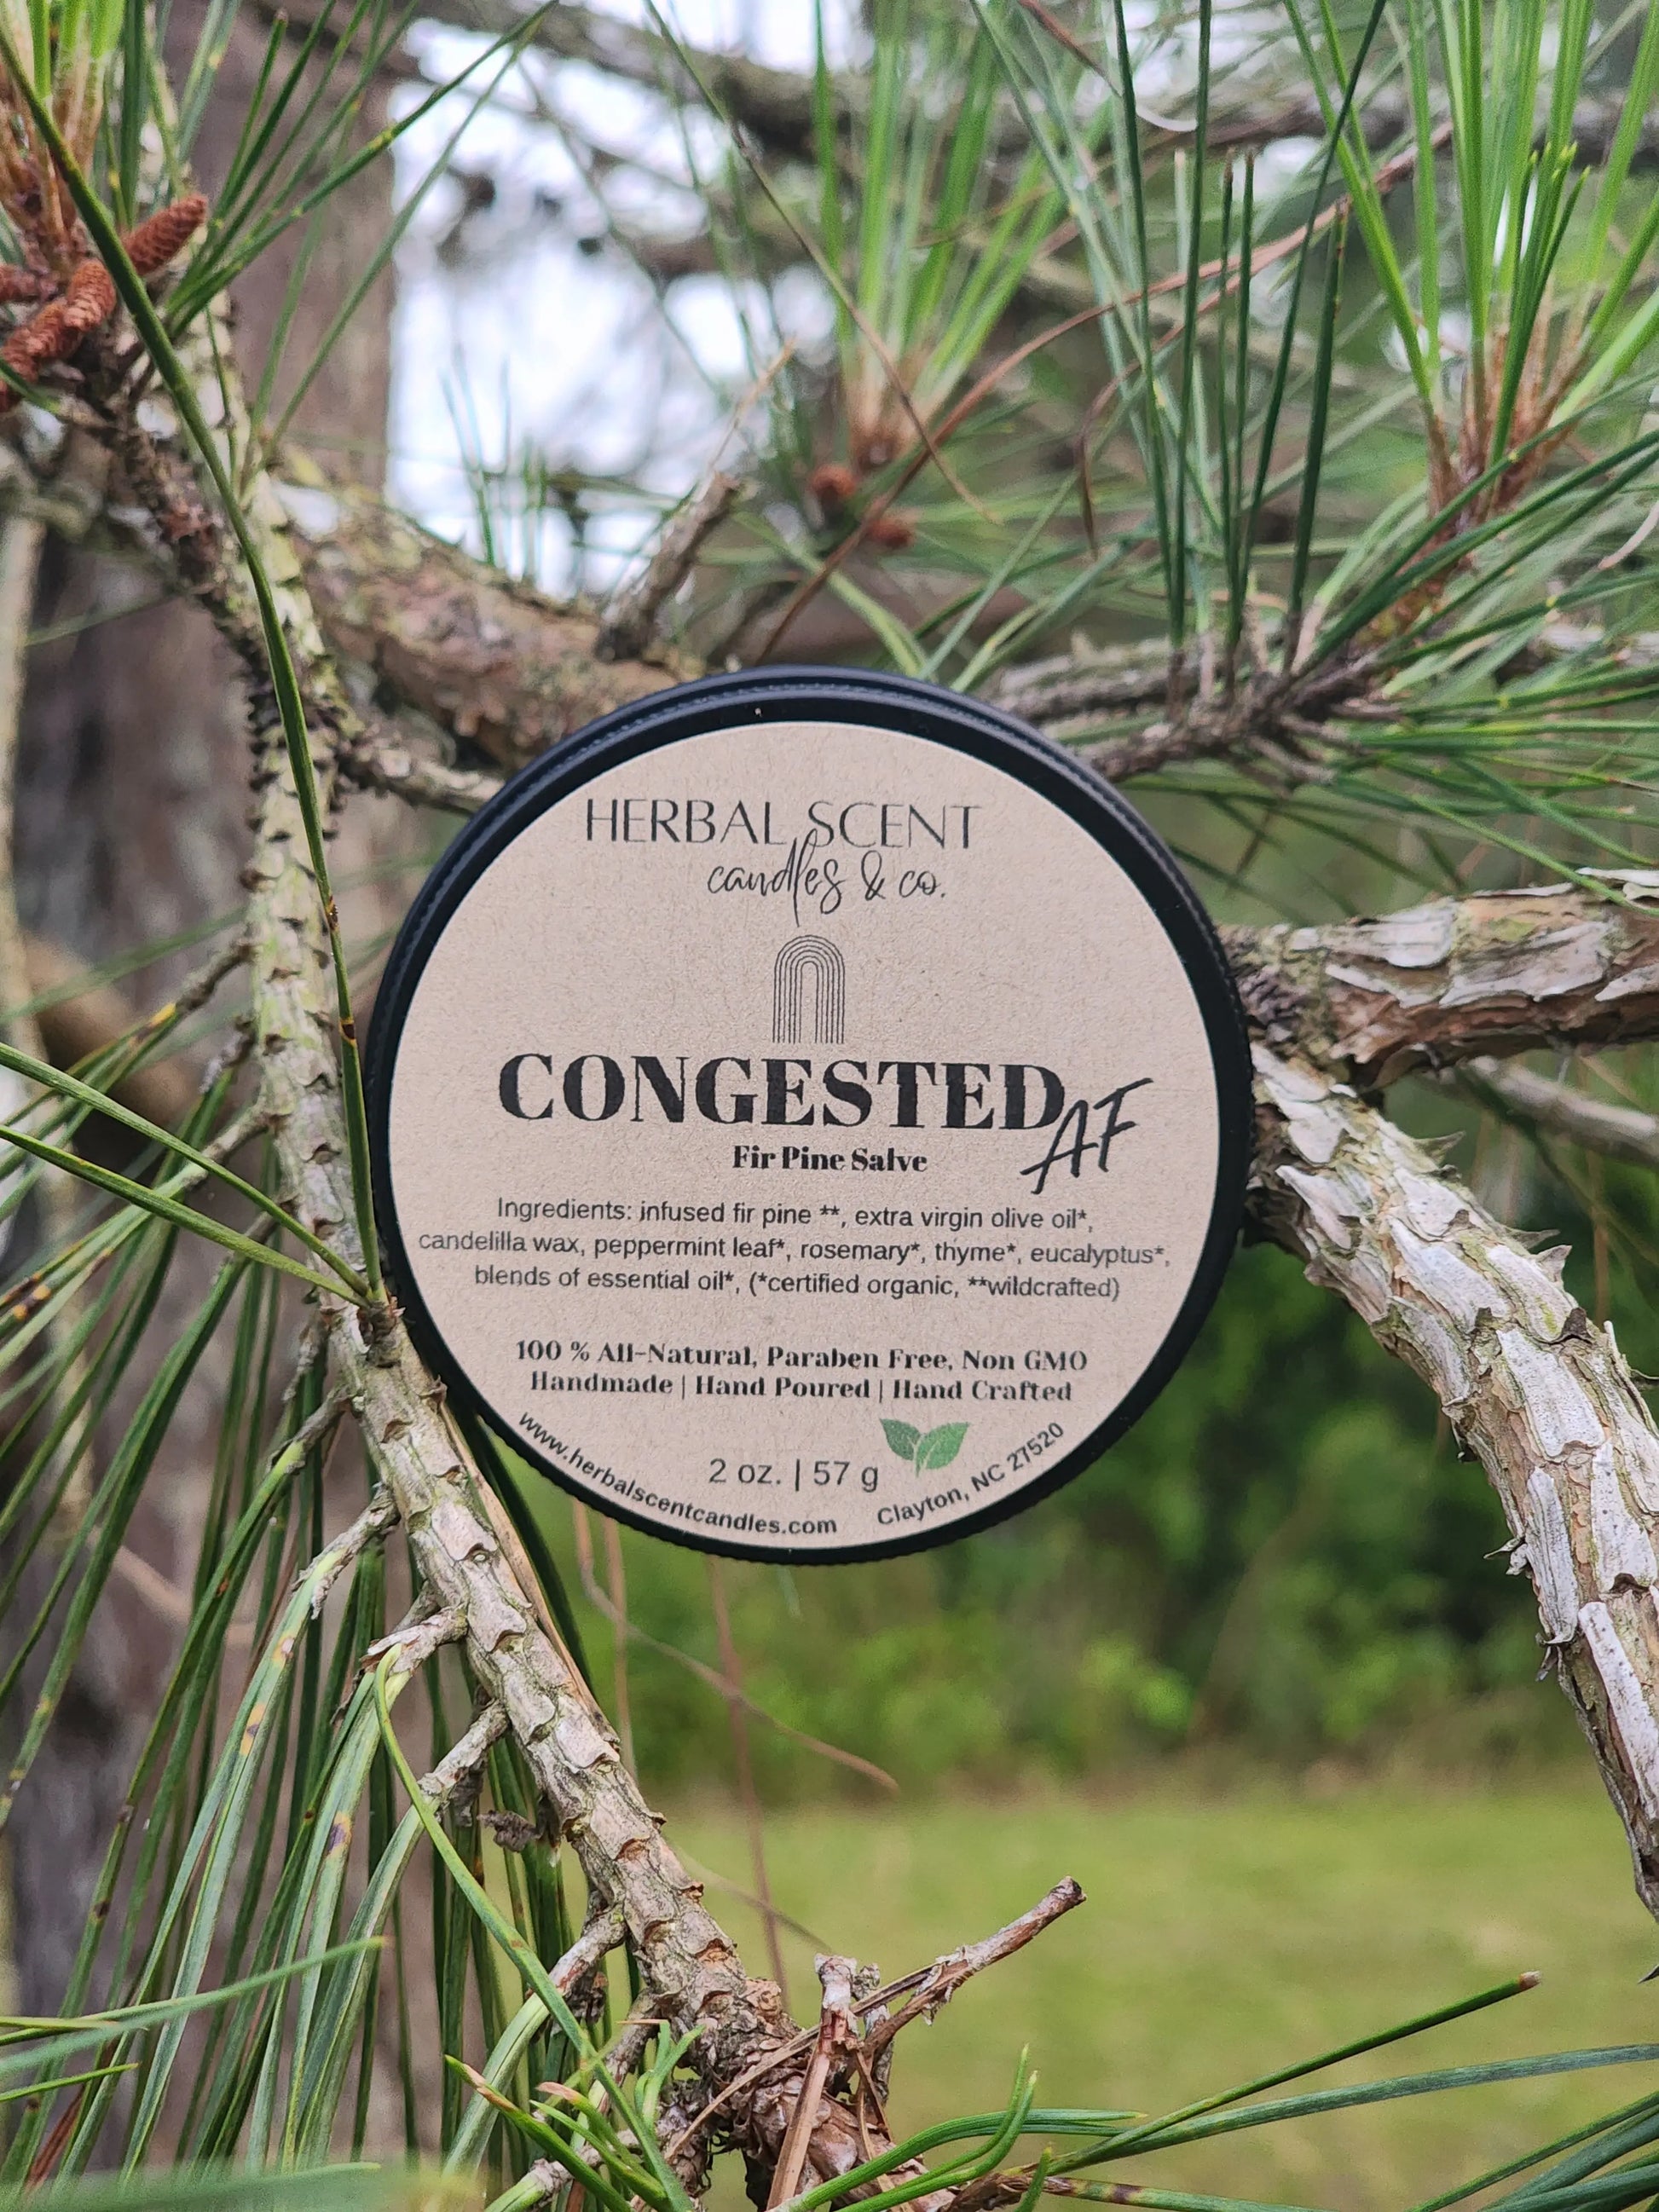 HERBAL SCENT
candles & co.
CONGESTED AF
Fir Pine Salve
Ingredients: infused fir pine **, extra virgin olive oil*,
candelilla wax, peppermint leaf*, rosemary*, thyme*, eucalyptus*,
blends of essential oil*, (*certified organic, **wildcrafted)
100 % All-Natural, Paraben Free, Non GMO
Handmade | Hand Poured | Hand Crafted
www.herbalscentcandles.com
2 oz. | 57 g
Clayton, NC 27520